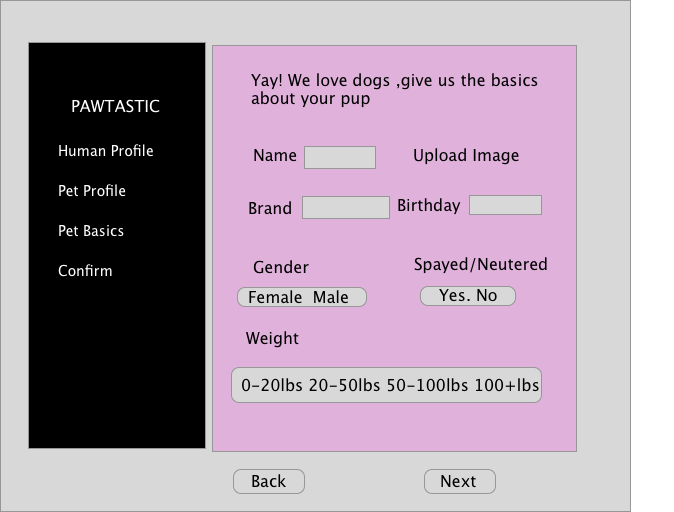 PAWTASTIC
Human Profile
Pet Profile
Pet Basics
Confirm
Yay! We love dogs ,give us the basics
about your pup
Name
Upload Image
Brand
Birthday
Gender
Spayed/Neutered
Female Male
Yes. No
Weight
0-20lbs 20-50lbs 50-100lbs 100+lbs
Back
Next